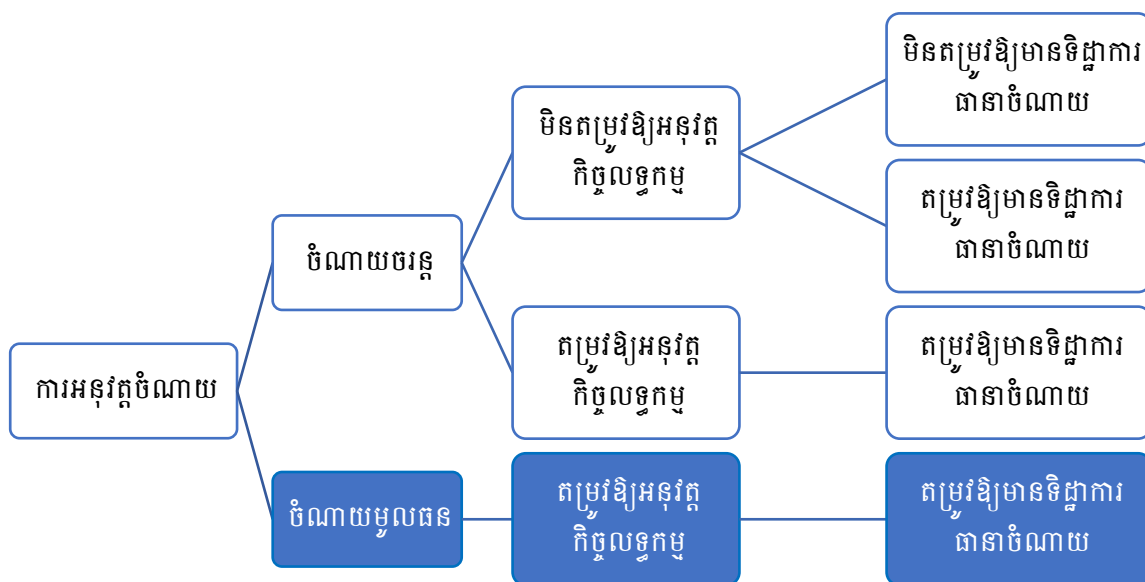 ការអនុវត្តចំណាយ
ចំណាយចរន្ត
មិនតម្រូវឱ្យអនុវត្ត
កិច្ចលទ្ធកម្ម
មិនតម្រូវឱ្យមានទិដ្ឋាការ
ធានាចំណាយ
តម្រូវឱ្យមានទិដ្ឋាការ
ធានាចំណាយ
តម្រូវឱ្យអនុវត្ត
កិច្ចលទ្ធកម្ម
តម្រូវឱ្យមានទិដ្ឋាការ
ធានាចំណាយ
ចំណាយមូលធន
តម្រូវឱ្យអនុវត្ត
កិច្ចលទ្ធកម្ម
តម្រូវឱ្យមានទិដ្ឋាការ
ធានាចំណាយ